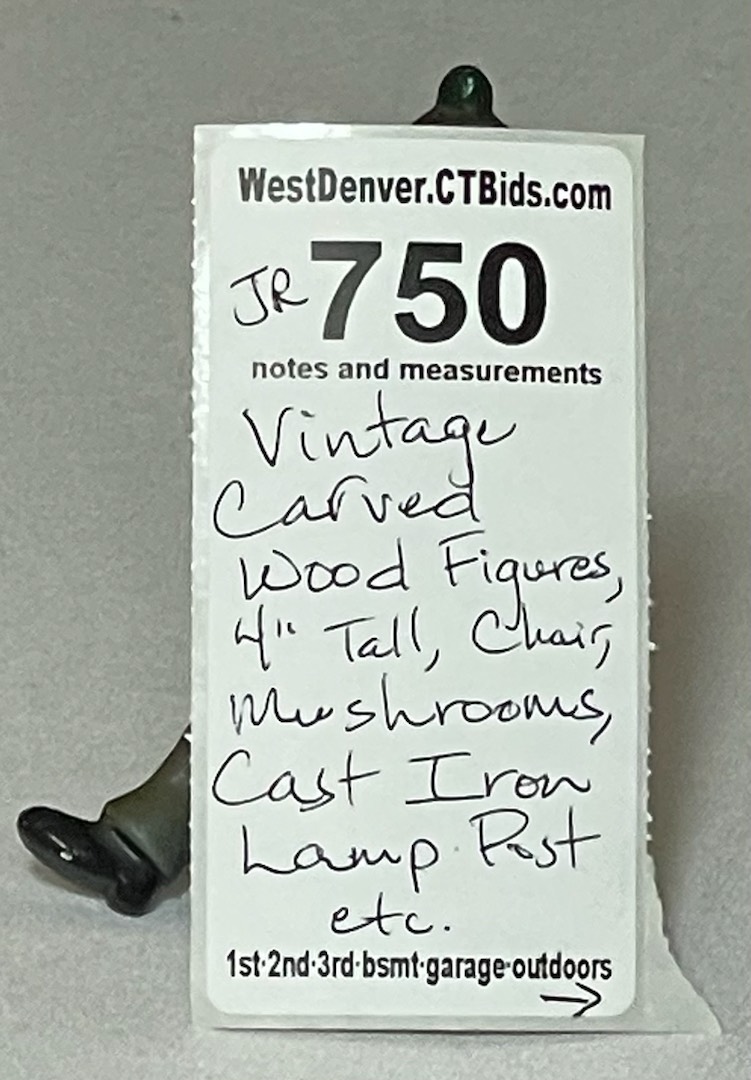 WestDenver.CTBids.com
JR 750
notes and measurements
Vintage
Carved
Wood Figures,
4" Tall, Chair,
Mushrooms,
Cast Iron
Lamp Post
etc.
1st·2nd·3rd·bsmt·garage·outdoors
→